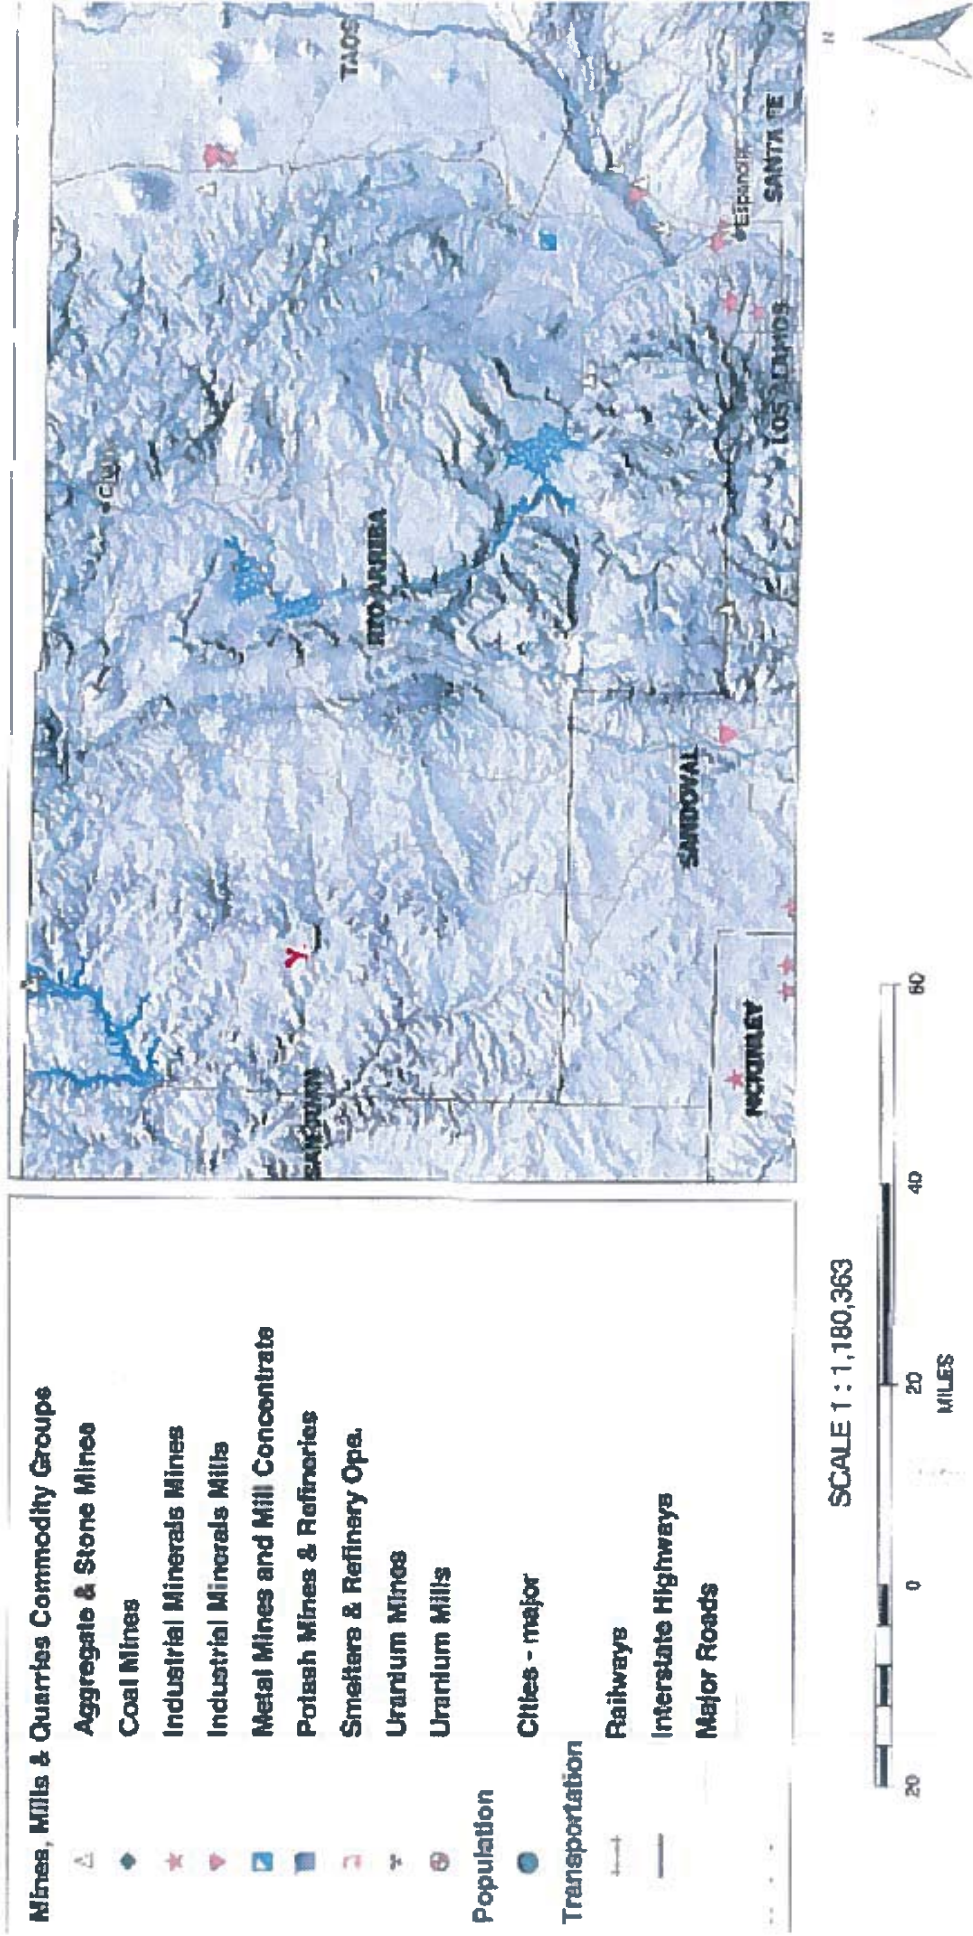 Mines, Mills & Quarries Commodity Groups
Aggregate & Stone Mines
Coal Mines
Industrial Minerals Mines
Industrial Minerals Mills
Metal Mines and Mill Concentrate
Potash Mines & Refineries
Smelters & Refinery Ops.
Uranium Mines
Uranium Mills
Population
Cities - major
Transportation
Railways
Interstate Highways
Major Roads
SAN JUAN
RIO ARRIBA
TAOS
MCKINLEY
SANDOVAL
LOS ALAMOS
SANTA FE
Espanola
SCALE 1 : 1,180,363
20 0 20 40 60
MILES
N